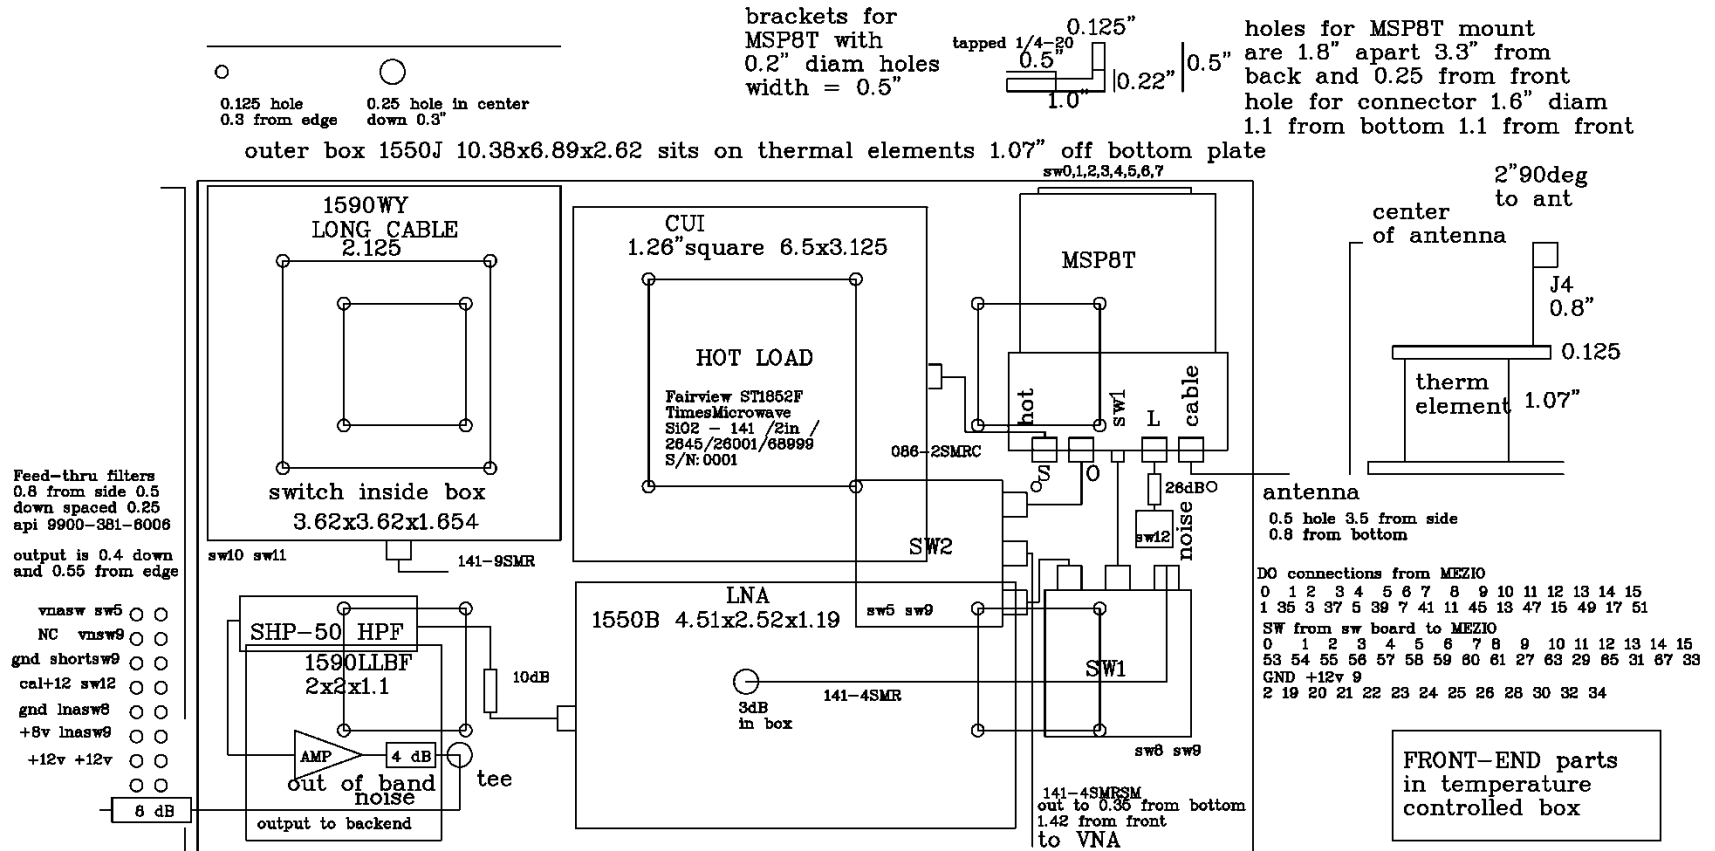 brackets for
MSP8T with
0.2" diam holes
width = 0.5"
tapped 1/4-20
0.125"
0.5"
1.0"
0.22"
0.5"
holes for MSP8T mount
are 1.8" apart 3.3" from
back and 0.25 from front
hole for connector 1.6" diam
1.1 from bottom 1.1 from front
0.125 hole
0.3 from edge
0.25 hole in center
down 0.3"
outer box 1550J 10.38x6.89x2.62 sits on thermal elements 1.07" off bottom plate
sw0,1,2,3,4,5,6,7
2"90deg
to ant
center
of antenna
J4
0.8"
0.125
therm
element
1.07"
1590WY
LONG CABLE
2.125
switch inside box
3.62x3.62x1.654
sw10 sw11
141-9SMR
CUI
1.26"square 6.5x3.125
HOT LOAD
Fairview ST1852F
TimesMicrowave
SiO2 - 141 /2in /
2645/26001/68999
S/N:0001
MSP8T
hot
sw1
L
cable
086-2SMRC
S
O
26dB
sw12
noise
antenna
0.5 hole 3.5 from side
0.8 from bottom
SW2
Feed-thru filters
0.8 from side 0.5
down spaced 0.25
api 9900-381-6006
output is 0.4 down
and 0.55 from edge
vnasw sw5
NC vnsw9
gnd shortsw9
cal+12 sw12
gnd lnasw8
+8v lnasw9
+12v +12v
8 dB
SHP-50 HPF
1590LLBF
2x2x1.1
10dB
AMP
4 dB
tee
out of band
noise
output to backend
LNA
1550B 4.51x2.52x1.19
sw5 sw9
3dB
in box
141-4SMR
SW1
sw8 sw9
141-4SMRSM
out to 0.35 from bottom
1.42 from front
to VNA
DO connections from MEZIO
0 1 2 3 4 5 6 7 8 9 10 11 12 13 14 15
1 35 3 37 5 39 7 41 11 45 13 47 15 49 17 51
SW from sw board to MEZIO
0 1 2 3 4 5 6 7 8 9 10 11 12 13 14 15
53 54 55 56 57 58 59 60 61 27 63 29 65 31 67 33
GND +12v 9
2 19 20 21 22 23 24 25 26 28 30 32 34
FRONT-END parts
in temperature
controlled box